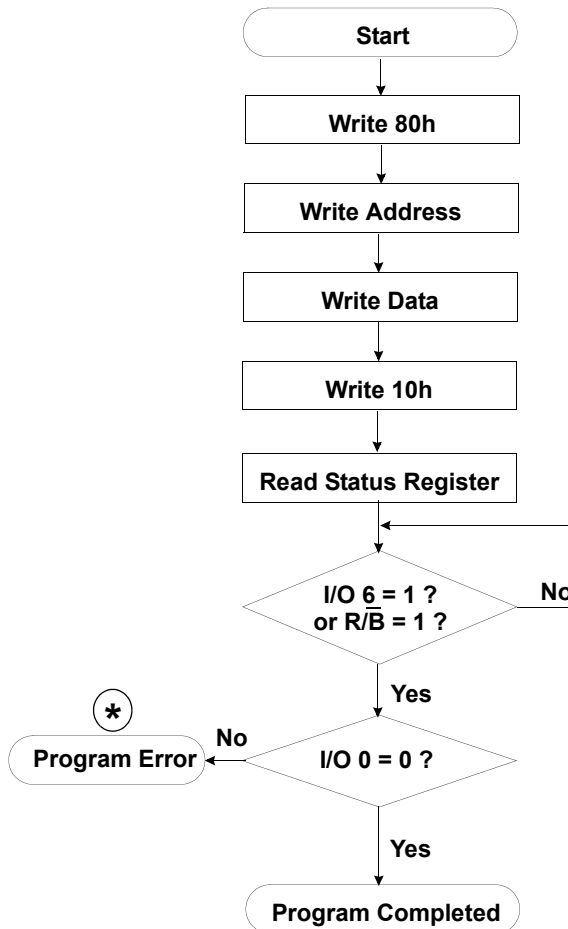 Start
Write 80h
Write Address
Write Data
Write 10h
Read Status Register
I/O 6 = 1 ?
or R/B̅ = 1 ?
No
Yes
*
No
Program Error
I/O 0 = 0 ?
Yes
Program Completed